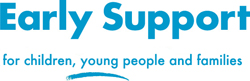 Early Support
for children, young people and families